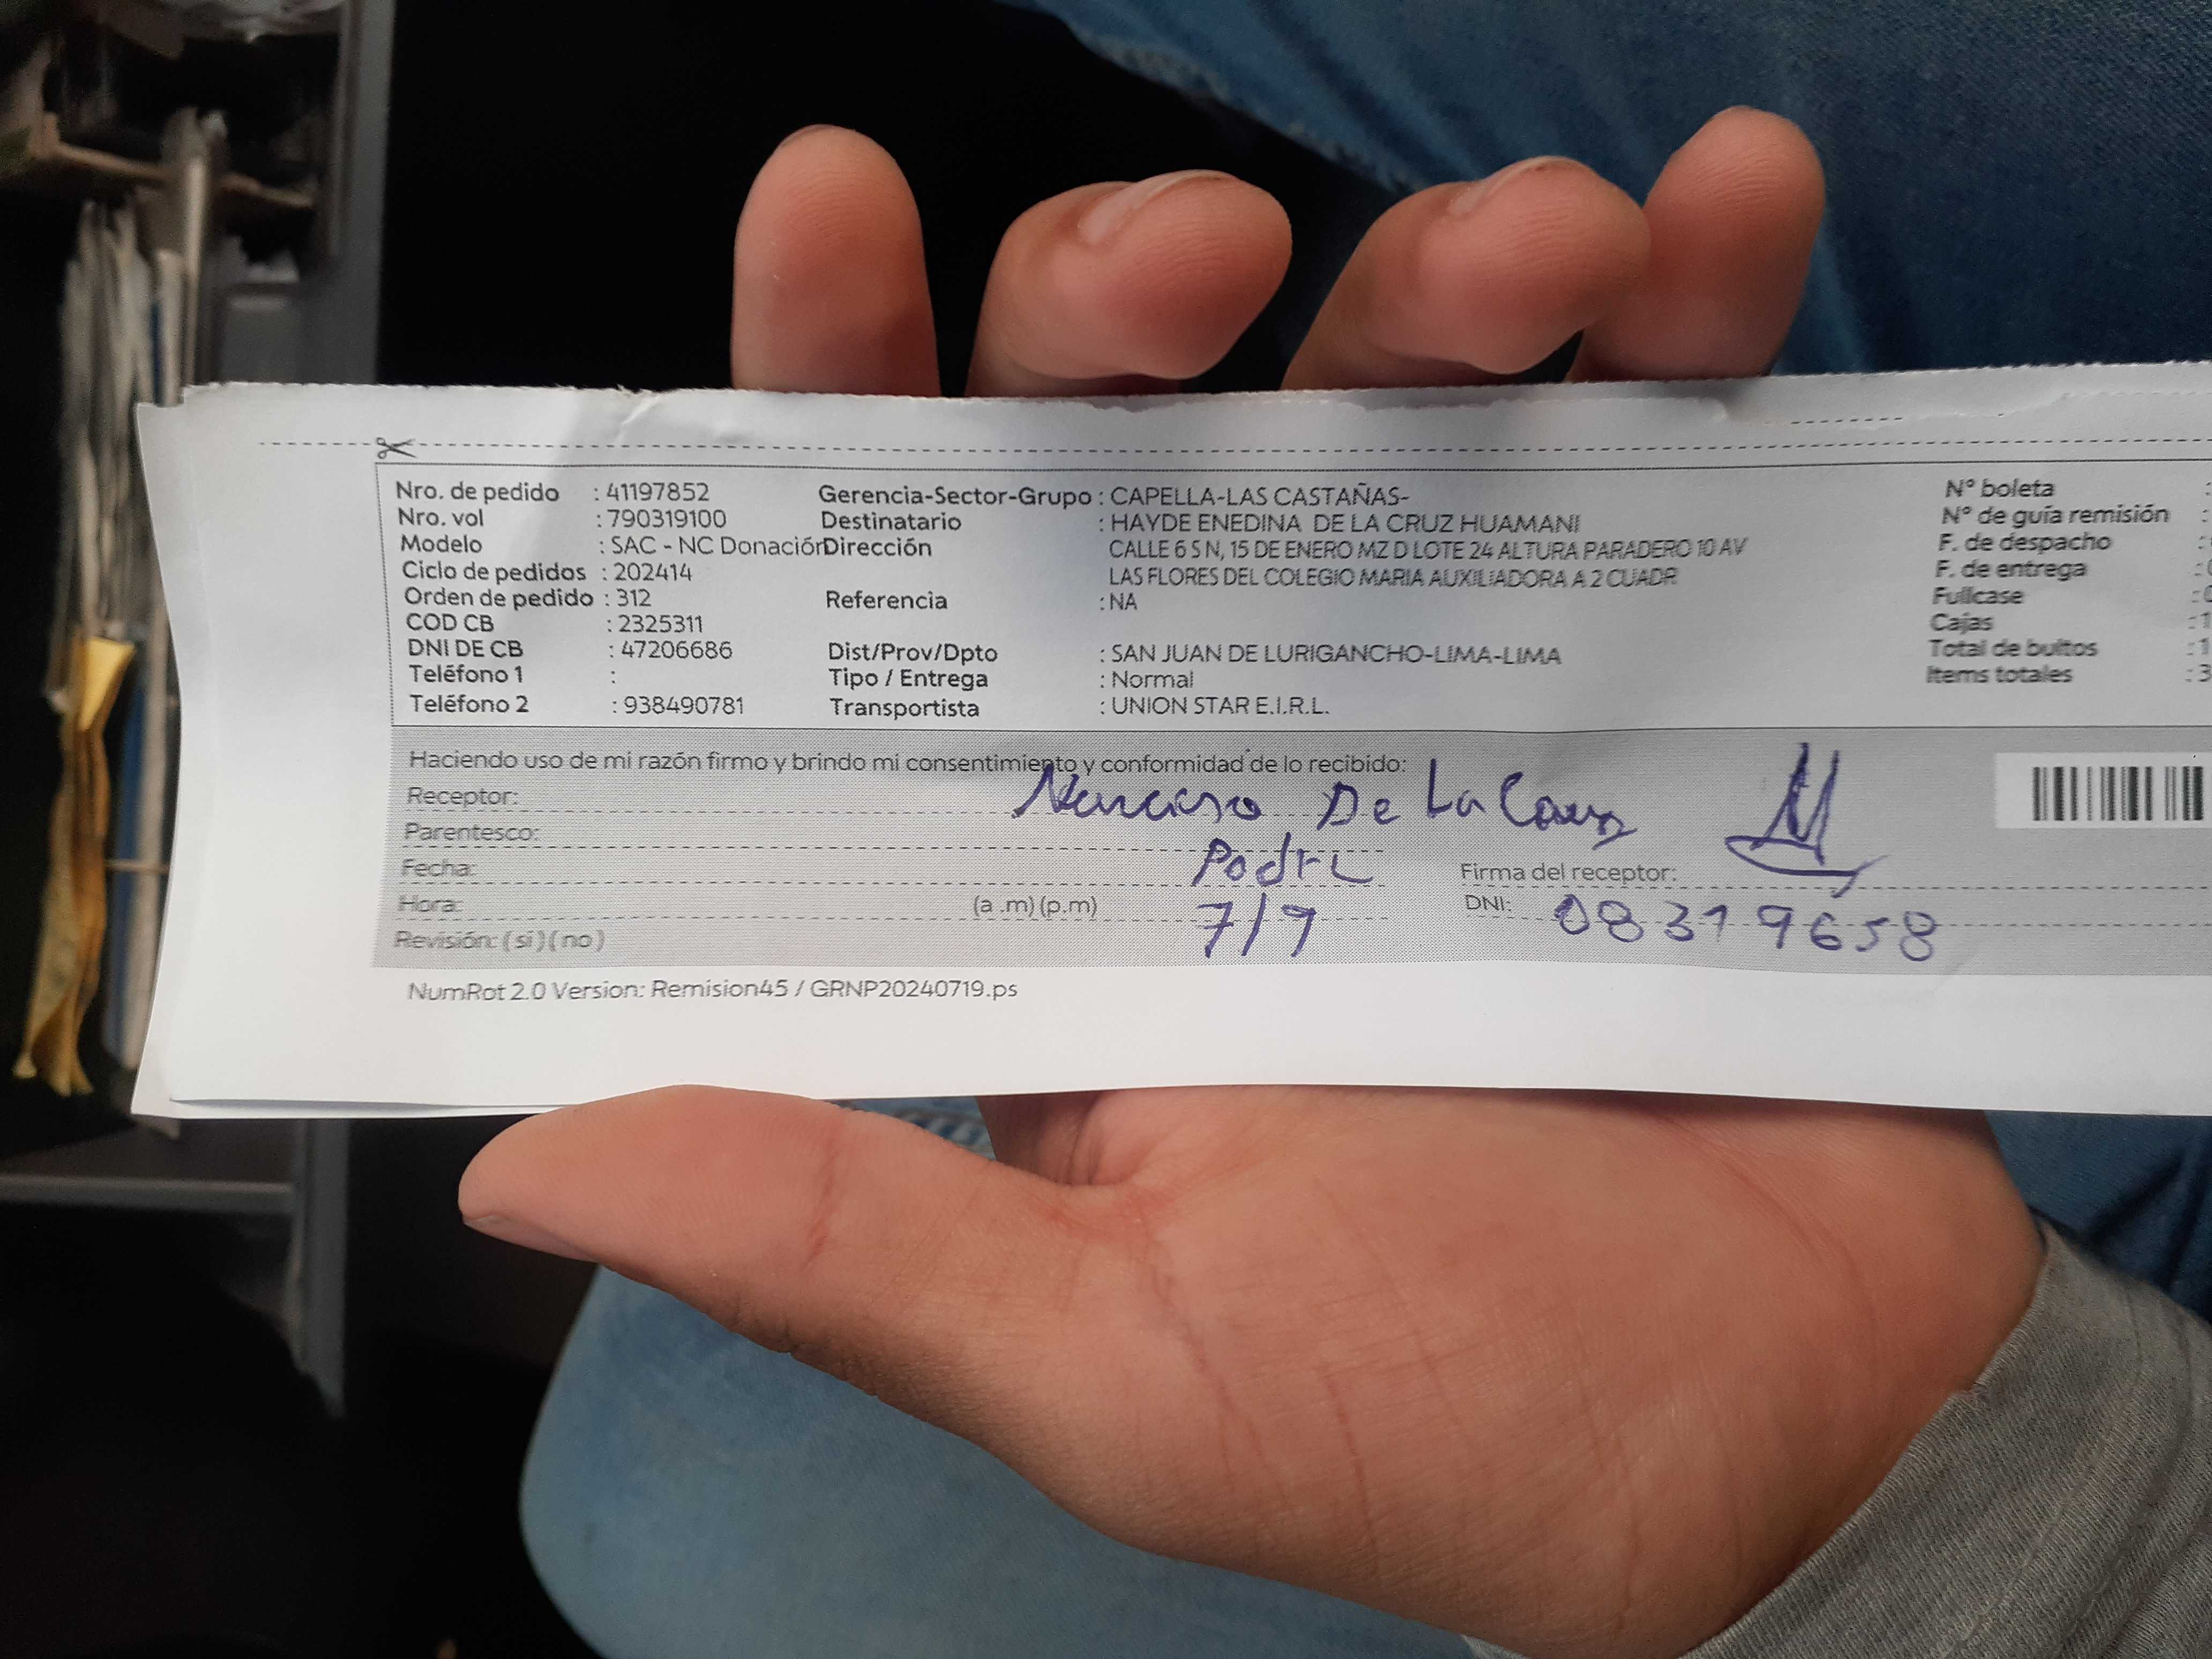 Nro. de pedido : 41197852 Gerencia-Sector-Grupo : CAPELLA-LAS CASTAÑAS- N° boleta :
Nro. vol : 790319100 Destinatario : HAYDE ENEDINA DE LA CRUZ HUAMANI N° de guía remisión :
Modelo : SAC - NC Donación Dirección CALLE 6 S N, 15 DE ENERO MZ D LOTE 24 ALTURA PARADERO 10 AV F. de despacho :
Ciclo de pedidos : 202414 LAS FLORES DEL COLEGIO MARIA AUXILIADORA A 2 CUADR F. de entrega :
Orden de pedido : 312 Referencia : NA Fullcase :
COD CB : 2325311 Cajas : 1
DNI DE CB : 47206686 Dist/Prov/Dpto : SAN JUAN DE LURIGANCHO-LIMA-LIMA Total de bultos : 1
Teléfono 1 : Tipo / Entrega : Normal Items totales : 3
Teléfono 2 : 938490781 Transportista : UNION STAR E.I.R.L.
Haciendo uso de mi razón firmo y brindo mi consentimiento y conformidad de lo recibido:
Receptor: Narciso De La Cruz
Parentesco: Padre
Fecha: Firma del receptor:
Hora: (a .m) (p.m) 7/9 DNI: 08319658
Revisión: ( si ) ( no )
NumRot 2.0 Version: Remision45 / GRNP20240719.ps